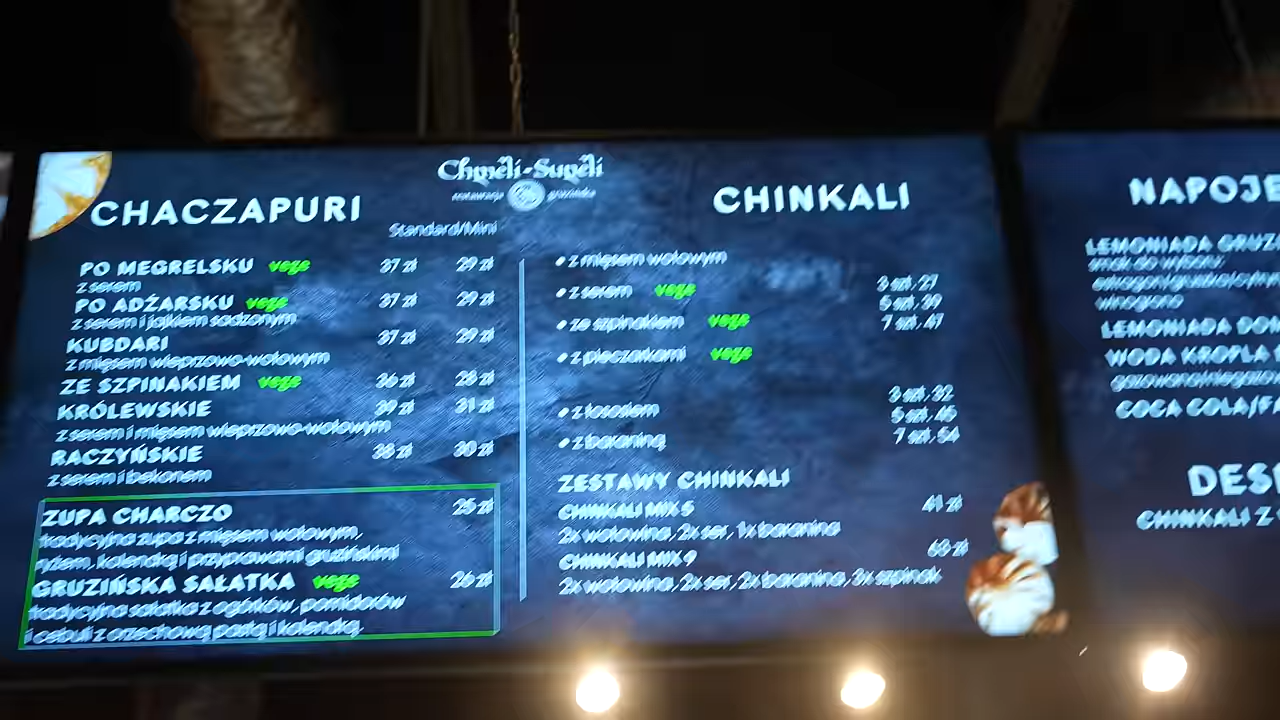 Chmeli-Suneli
restauracja gruzińska
CHACZAPURI
Standard/Mini
PO MEGRELSKU vege 37 zł 29 zł
z serem
PO ADŻARSKU vege 37 zł 29 zł
z serem i jajkiem sadzonym
KUBDARI 37 zł 29 zł
z mięsem wieprzowo-wołowym
ZE SZPINAKIEM vege 36 zł 28 zł
KRÓLEWSKIE 39 zł 31 zł
z serem i mięsem wieprzowo-wołowym
RACZYŃSKIE 38 zł 30 zł
z serem i bekonem
ZUPA CHARCZO 25 zł
tradycyjna zupa z mięsem wołowym,
ryżem, kolendrą i przyprawami gruzińskimi
GRUZIŃSKA SAŁATKA vege 26 zł
tradycyjna sałatka z ogórków, pomidorów
i cebuli z orzechową pastą i kolendrą
CHINKALI
• z mięsem wołowym
• z serem vege
• ze szpinakiem vege
• z pieczarkami vege
3 szt. 27
5 szt. 39
7 szt. 47
• z łososiem
• z baraniną
3 szt. 32
5 szt. 45
7 szt. 54
ZESTAWY CHINKALI
CHINKALI MIX 5 41 zł
2x wołowina, 2x ser, 1x baranina
CHINKALI MIX 9 63 zł
2x wołowina, 2x ser, 2x baranina, 3x szpinak
NAPOJE
LEMONIADA
smak do wyboru:
winogrono
LEMONIADA
WODA KROPLA
COCA COLA/
CHINKALI Z